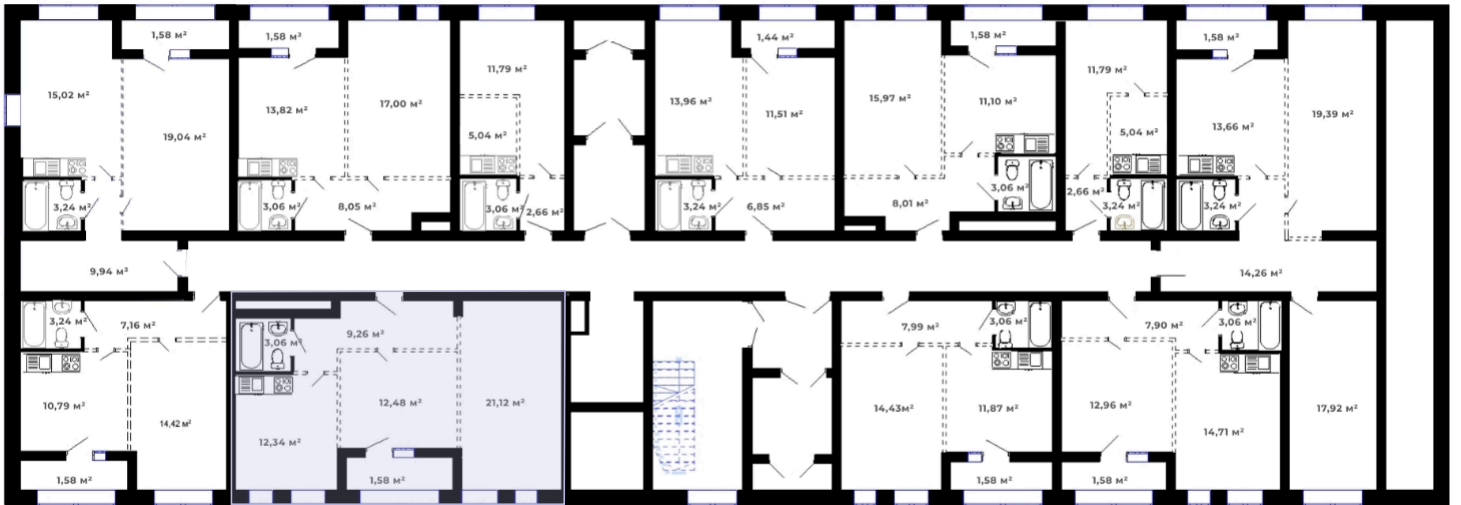 1,58 м²
1,58 м²
1,44 м²
1,58 м²
1,58 м²
15,02 м²
19,04 м²
13,82 м²
17,00 м²
11,79 м²
5,04 м²
13,96 м²
11,51 м²
15,97 м²
11,10 м²
11,79 м²
5,04 м²
13,66 м²
19,39 м²
3,24 м²
3,06 м²
8,05 м²
3,06 м²
2,66 м²
3,24 м²
6,85 м²
8,01 м²
3,06 м²
2,66 м²
3,24 м²
3,24 м²
9,94 м²
14,26 м²
3,24 м²
7,16 м²
3,06 м²
9,26 м²
7,99 м²
3,06 м²
7,90 м²
3,06 м²
10,79 м²
14,42 м²
12,34 м²
12,48 м²
21,12 м²
14,43 м²
11,87 м²
12,96 м²
14,71 м²
17,92 м²
1,58 м²
1,58 м²
1,58 м²
1,58 м²